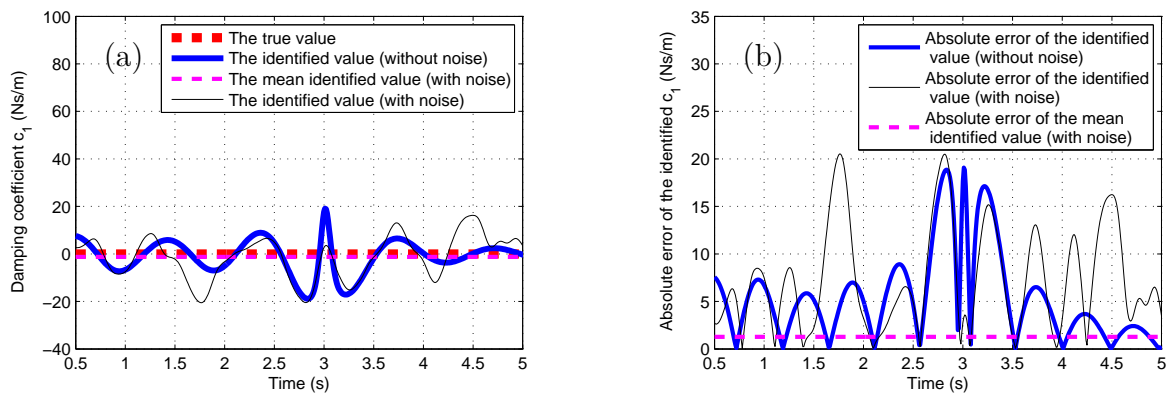 (a)
The true value
The identified value (without noise)
The mean identified value (with noise)
The identified value (with noise)
Damping coefficient c₁ (Ns/m)
100
80
60
40
20
0
−20
−40
0.5
1
1.5
2
2.5
3
3.5
4
4.5
5
Time (s)
(b)
Absolute error of the identified
value (without noise)
Absolute error of the identified
value (with noise)
Absolute error of the mean
identified value (with noise)
Absolute error of the identified c₁ (Ns/m)
35
30
25
20
15
10
5
0
0.5
1
1.5
2
2.5
3
3.5
4
4.5
5
Time (s)